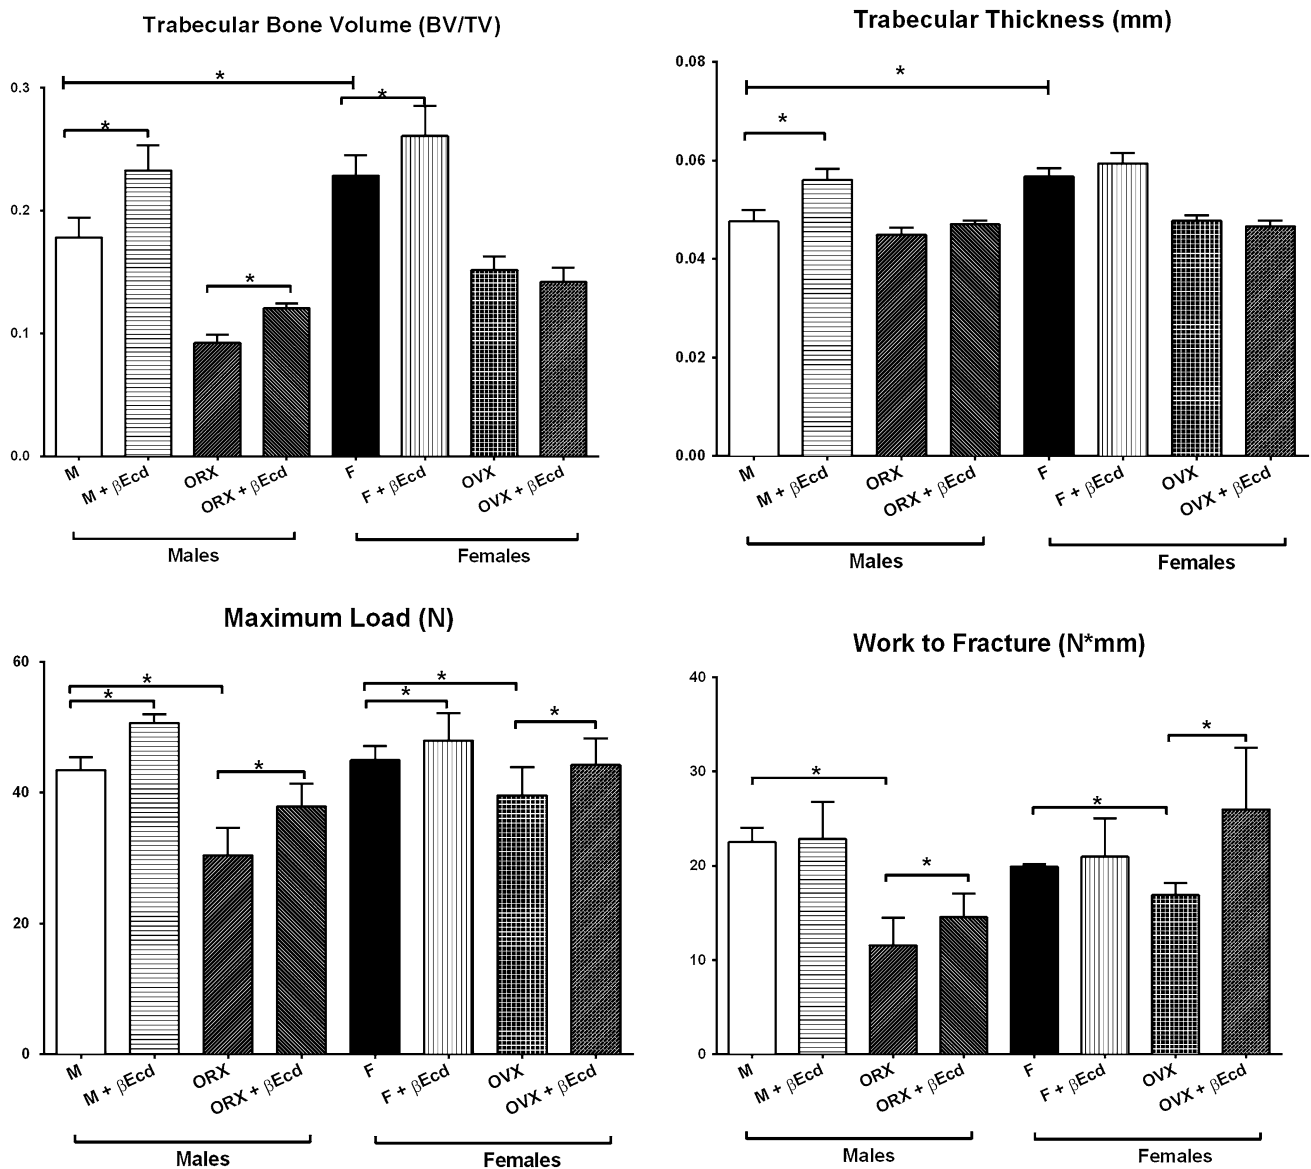 Trabecular Bone Volume (BV/TV)
0.3
0.2
0.1
0.0
* * * *
M
M + βEcd
ORX
ORX + βEcd
F
F + βEcd
OVX
OVX + βEcd
Males
Females
Trabecular Thickness (mm)
0.08
0.06
0.04
0.02
0.00
* *
M
M + βEcd
ORX
ORX + βEcd
F
F + βEcd
OVX
OVX + βEcd
Males
Females
Maximum Load (N)
60
40
20
0
* * * * * *
M
M + βEcd
ORX
ORX + βEcd
F
F + βEcd
OVX
OVX + βEcd
Males
Females
Work to Fracture (N*mm)
40
30
20
10
0
* * * *
M
M + βEcd
ORX
ORX + βEcd
F
F + βEcd
OVX
OVX + βEcd
Males
Females